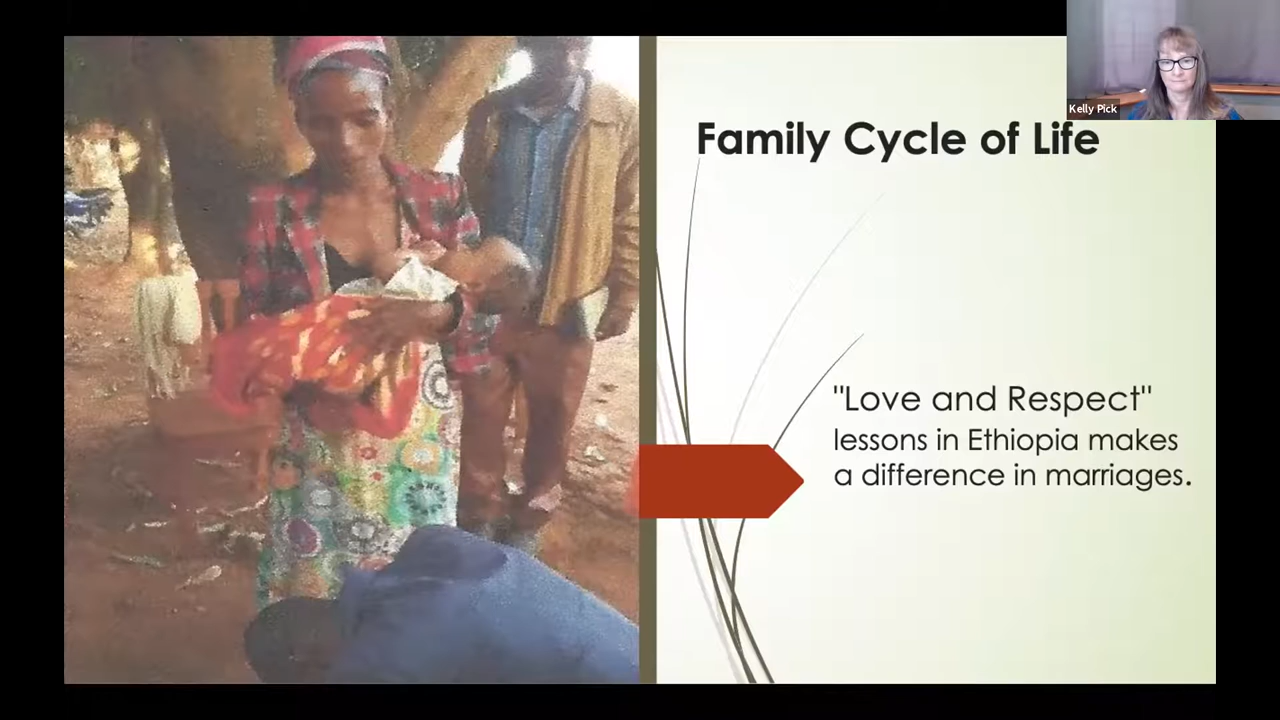 Kelly Pick
Family Cycle of Life
"Love and Respect"
lessons in Ethiopia makes
a difference in marriages.